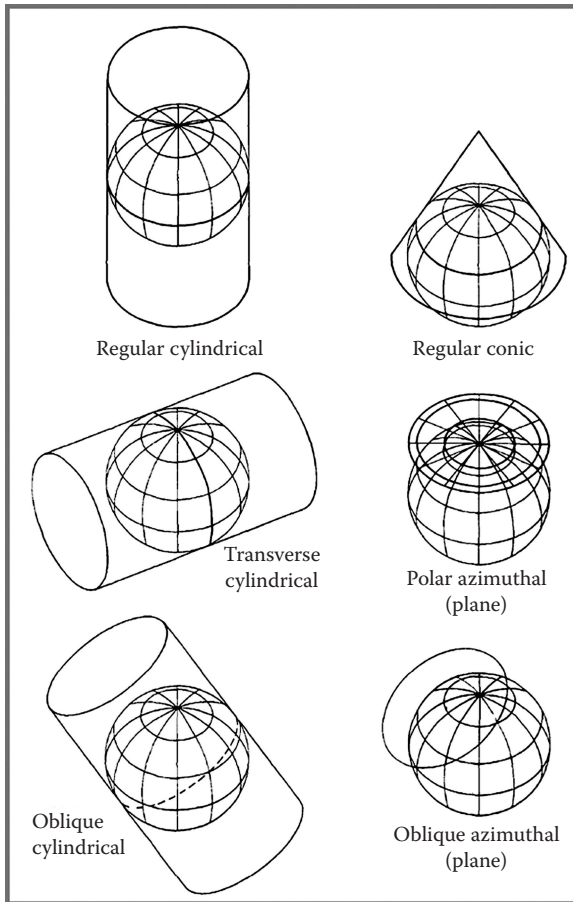 Regular cylindrical
Regular conic
Transverse
cylindrical
Polar azimuthal
(plane)
Oblique
cylindrical
Oblique azimuthal
(plane)